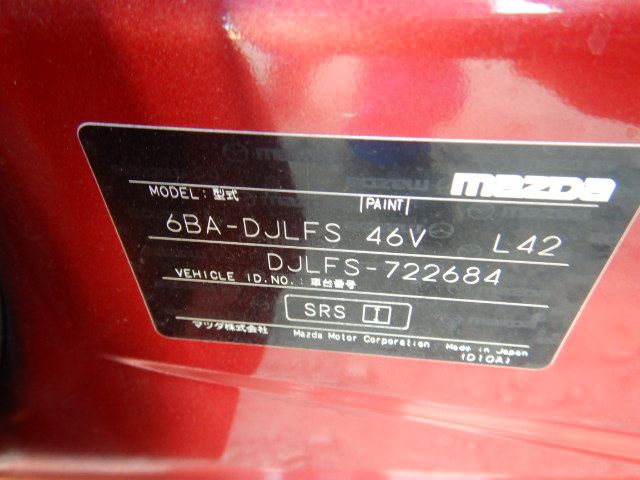 mazda
MODEL: 型式 PAINT
6BA-DJLFS 46V L42
DJLFS-722684
VEHICLE ID.NO.: 車台番号
SRS I
マツダ株式会社 Mazda Motor Corporation Made in Japan
(D10A)